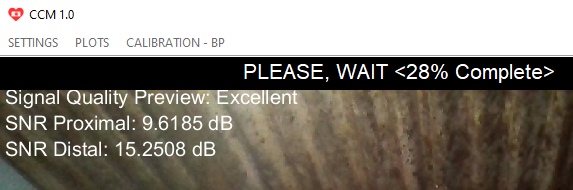 CCM 1.0
SETTINGS PLOTS CALIBRATION - BP
PLEASE, WAIT <28% Complete>
Signal Quality Preview: Excellent
SNR Proximal: 9.6185 dB
SNR Distal: 15.2508 dB